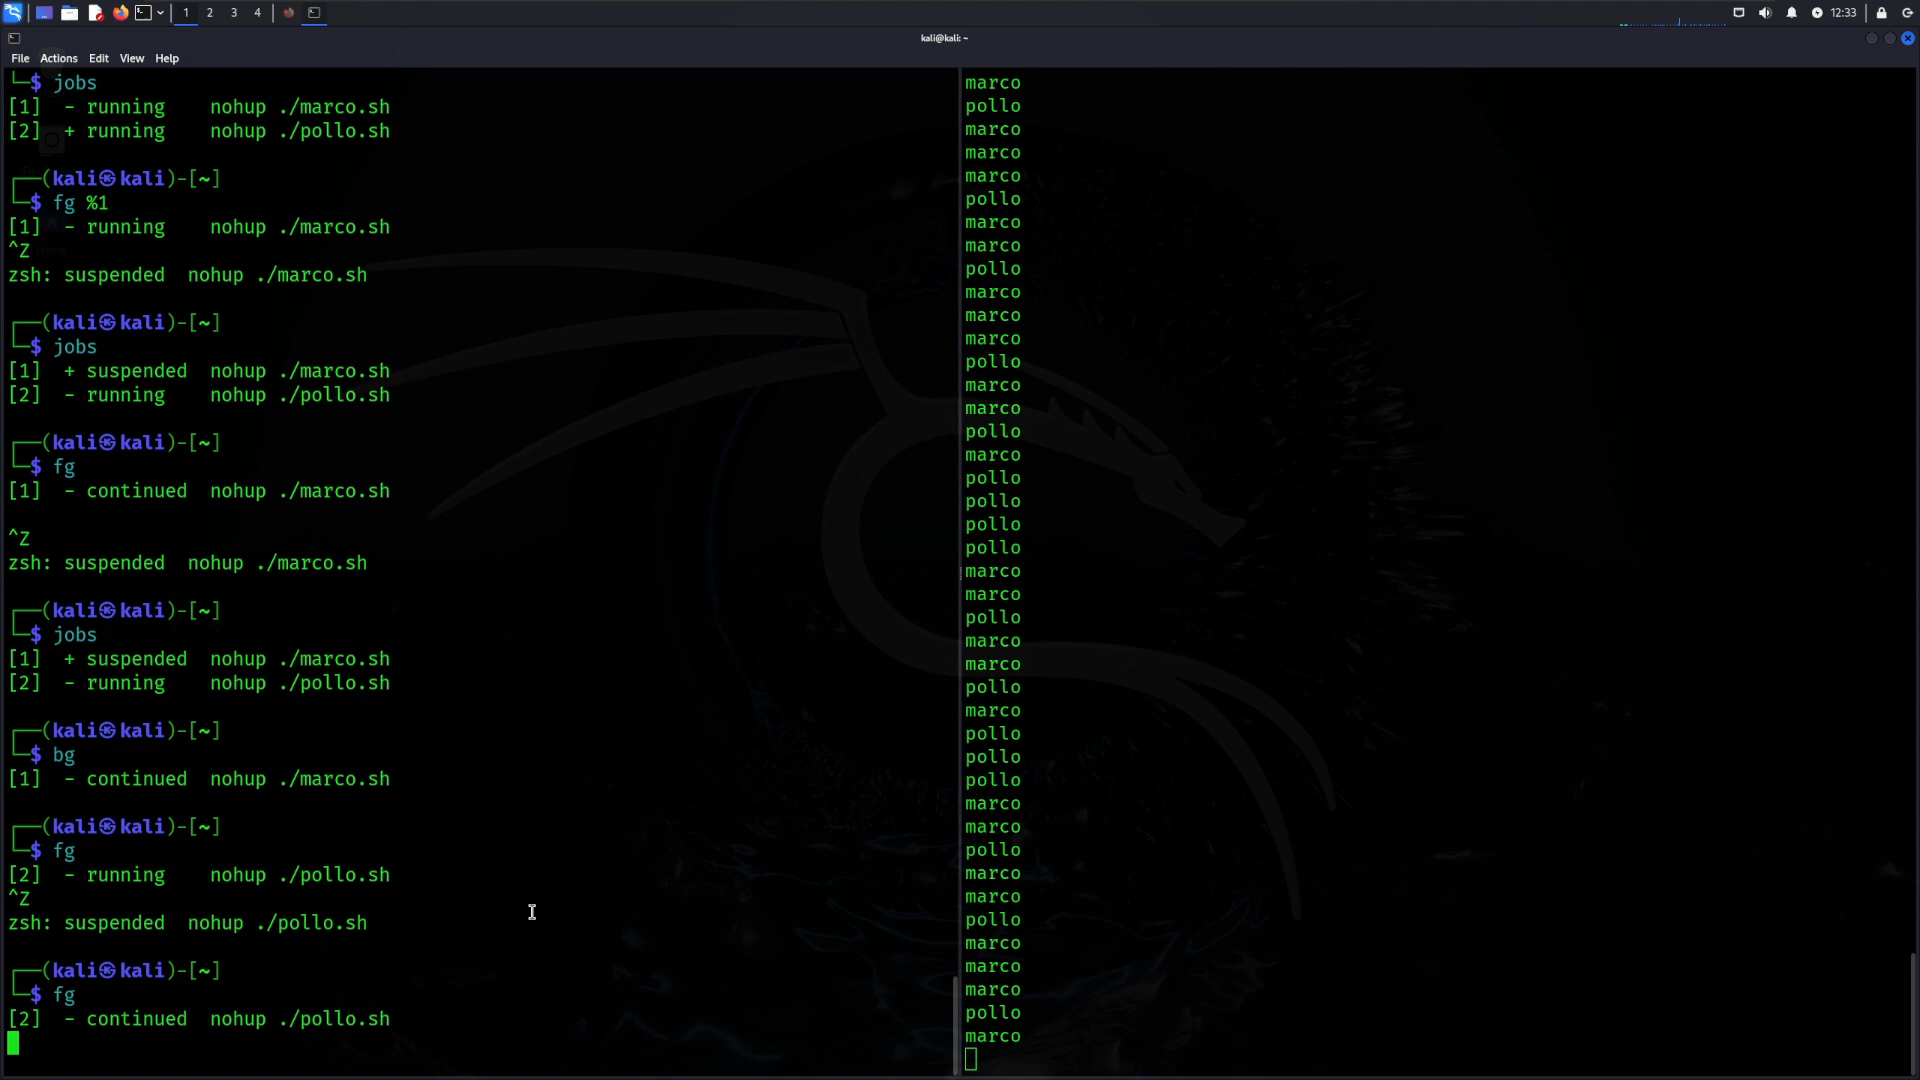 1 2 3 4
12:33
kali@kali: ~
File Actions Edit View Help
└─$ jobs
[1]  - running    nohup ./marco.sh
[2]  + running    nohup ./pollo.sh
┌──(kali㉿kali)-[~]
└─$ fg %1
[1]  - running    nohup ./marco.sh
^Z
zsh: suspended  nohup ./marco.sh
┌──(kali㉿kali)-[~]
└─$ jobs
[1]  + suspended  nohup ./marco.sh
[2]  - running    nohup ./pollo.sh
┌──(kali㉿kali)-[~]
└─$ fg
[1]  - continued  nohup ./marco.sh
^Z
zsh: suspended  nohup ./marco.sh
┌──(kali㉿kali)-[~]
└─$ jobs
[1]  + suspended  nohup ./marco.sh
[2]  - running    nohup ./pollo.sh
┌──(kali㉿kali)-[~]
└─$ bg
[1]  - continued  nohup ./marco.sh
┌──(kali㉿kali)-[~]
└─$ fg
[2]  - running    nohup ./pollo.sh
^Z
zsh: suspended  nohup ./pollo.sh
┌──(kali㉿kali)-[~]
└─$ fg
[2]  - continued  nohup ./pollo.sh
marco
pollo
marco
marco
marco
pollo
marco
marco
pollo
marco
marco
marco
pollo
marco
marco
pollo
marco
pollo
pollo
pollo
pollo
marco
marco
pollo
marco
marco
pollo
marco
pollo
pollo
pollo
marco
marco
pollo
marco
marco
pollo
marco
marco
marco
pollo
marco